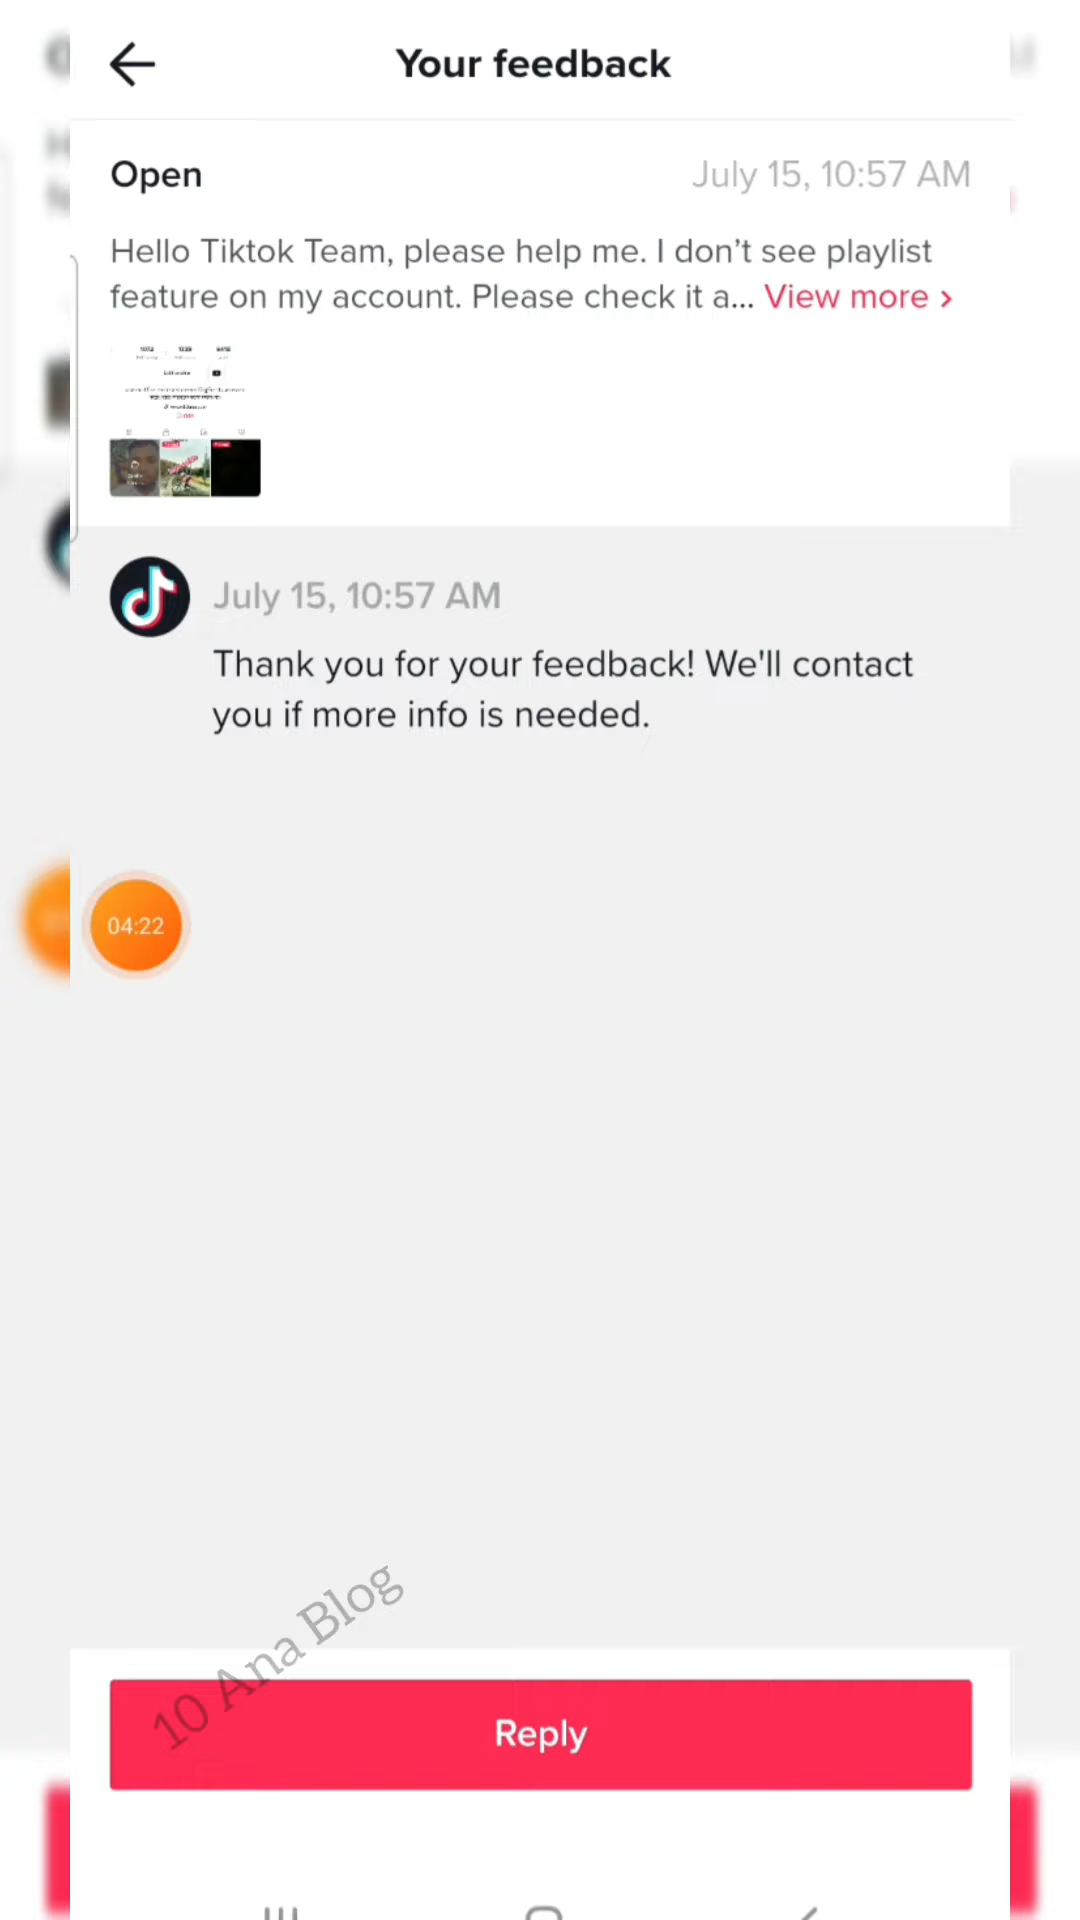 Your feedback
Open
July 15, 10:57 AM
Hello Tiktok Team, please help me. I don’t see playlist
feature on my account. Please check it a... View more >
July 15, 10:57 AM
Thank you for your feedback! We'll contact
you if more info is needed.
04:22
10 Ana Blog
Reply